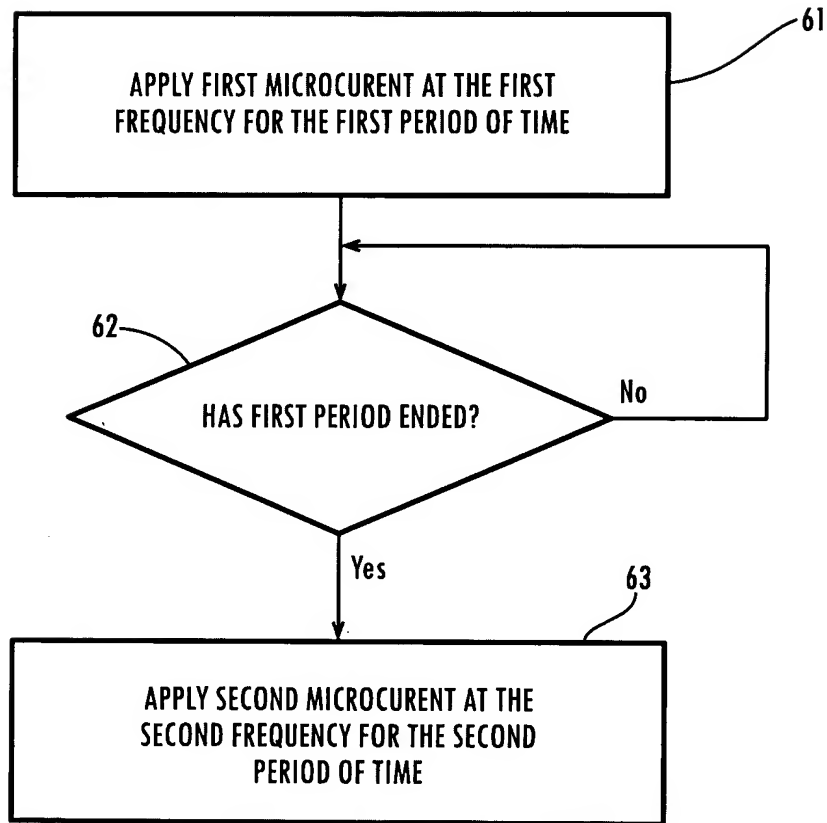 61
APPLY FIRST MICROCURENT AT THE FIRST
FREQUENCY FOR THE FIRST PERIOD OF TIME
62
HAS FIRST PERIOD ENDED?
No
Yes
63
APPLY SECOND MICROCURENT AT THE
SECOND FREQUENCY FOR THE SECOND
PERIOD OF TIME